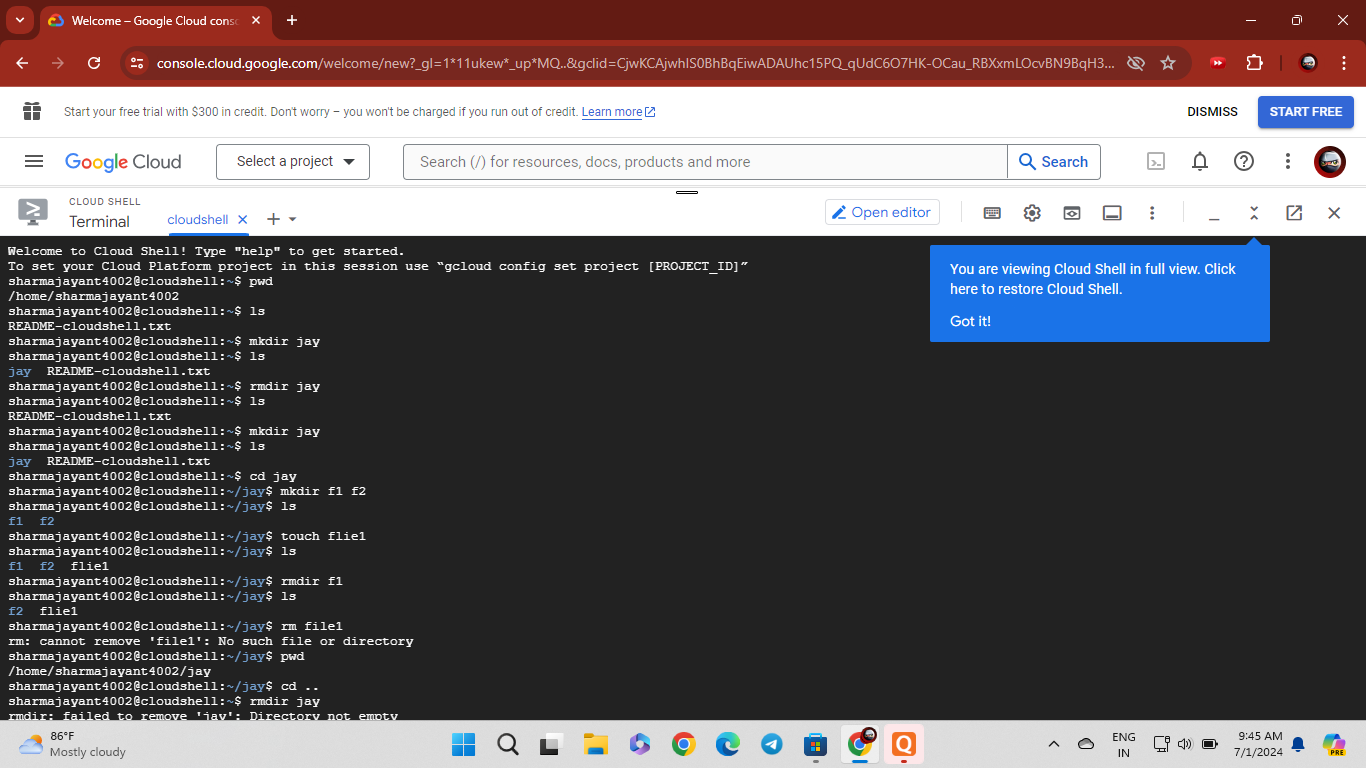 Welcome – Google Cloud cons
console.cloud.google.com/welcome/new?_gl=1*11ukew*_up*MQ..&gclid=CjwKCAjwhIS0BhBqEiwADAUhc15PQ_qUdC6O7HK-OCau_RBXxmLOcvBN9BqH3...
Start your free trial with $300 in credit. Don't worry – you won't be charged if you run out of credit. Learn more
DISMISS
START FREE
Google Cloud
Select a project
Search (/) for resources, docs, products and more
Search
CLOUD SHELL
Terminal
cloudshell
Open editor
Welcome to Cloud Shell! Type "help" to get started.
To set your Cloud Platform project in this session use “gcloud config set project [PROJECT_ID]”
sharmajayant4002@cloudshell:~$ pwd
/home/sharmajayant4002
sharmajayant4002@cloudshell:~$ ls
README-cloudshell.txt
sharmajayant4002@cloudshell:~$ mkdir jay
sharmajayant4002@cloudshell:~$ ls
jay  README-cloudshell.txt
sharmajayant4002@cloudshell:~$ rmdir jay
sharmajayant4002@cloudshell:~$ ls
README-cloudshell.txt
sharmajayant4002@cloudshell:~$ mkdir jay
sharmajayant4002@cloudshell:~$ ls
jay  README-cloudshell.txt
sharmajayant4002@cloudshell:~$ cd jay
sharmajayant4002@cloudshell:~/jay$ mkdir f1 f2
sharmajayant4002@cloudshell:~/jay$ ls
f1  f2
sharmajayant4002@cloudshell:~/jay$ touch flie1
sharmajayant4002@cloudshell:~/jay$ ls
f1  f2  flie1
sharmajayant4002@cloudshell:~/jay$ rmdir f1
sharmajayant4002@cloudshell:~/jay$ ls
f2  flie1
sharmajayant4002@cloudshell:~/jay$ rm file1
rm: cannot remove 'file1': No such file or directory
sharmajayant4002@cloudshell:~/jay$ pwd
/home/sharmajayant4002/jay
sharmajayant4002@cloudshell:~/jay$ cd ..
sharmajayant4002@cloudshell:~$ rmdir jay
rmdir: failed to remove 'jay': Directory not empty
You are viewing Cloud Shell in full view. Click
here to restore Cloud Shell.
Got it!
86°F
Mostly cloudy
ENG
IN
9:45 AM
7/1/2024
PRE